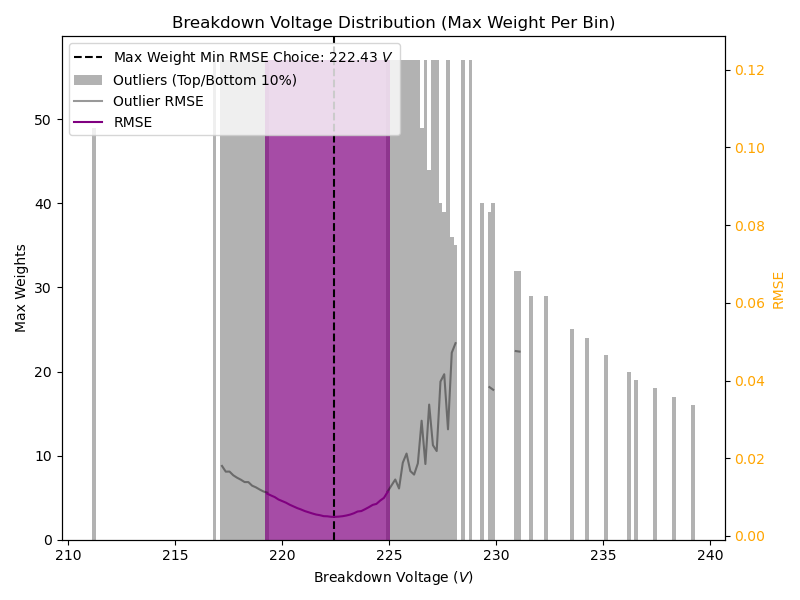 Breakdown Voltage Distribution (Max Weight Per Bin)
Max Weight Min RMSE Choice: 222.43 V
Outliers (Top/Bottom 10%)
Outlier RMSE
RMSE
Max Weights
50
40
30
20
10
0
0.12
0.10
0.08
0.06
0.04
0.02
0.00
RMSE
210 215 220 225 230 235 240
Breakdown Voltage (V)